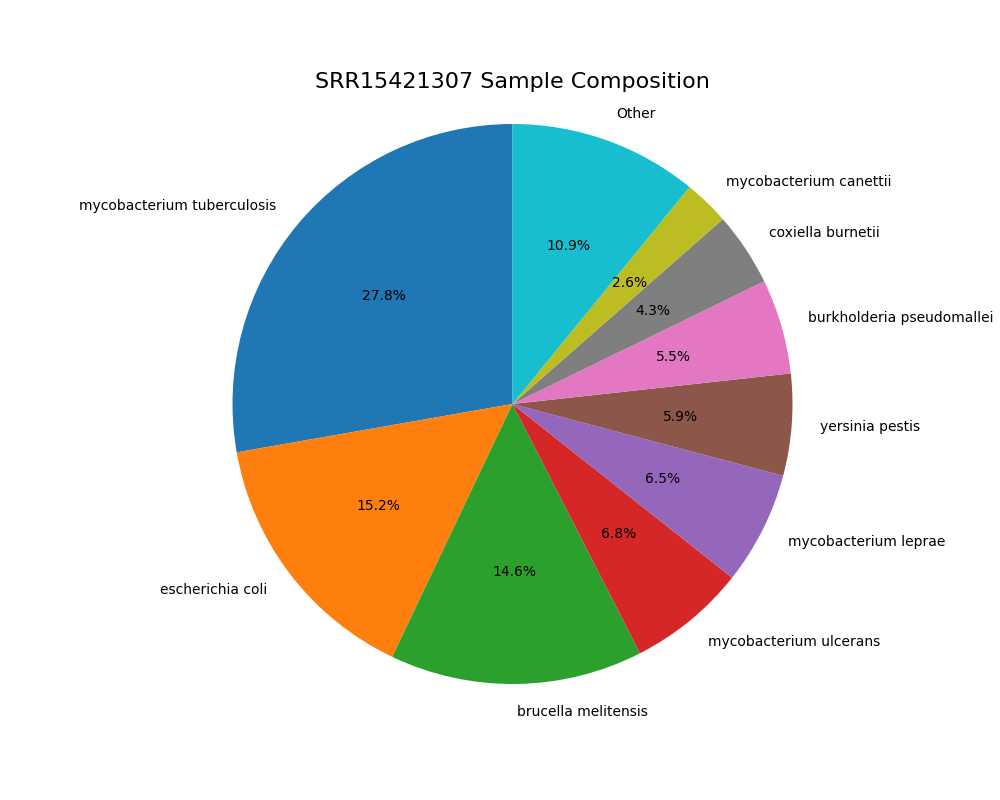 SRR15421307 Sample Composition
Other
mycobacterium canettii
mycobacterium tuberculosis
coxiella burnetii
10.9%
2.6%
27.8%
4.3%
burkholderia pseudomallei
5.5%
5.9%
yersinia pestis
6.5%
15.2%
6.8%
mycobacterium leprae
14.6%
escherichia coli
mycobacterium ulcerans
brucella melitensis